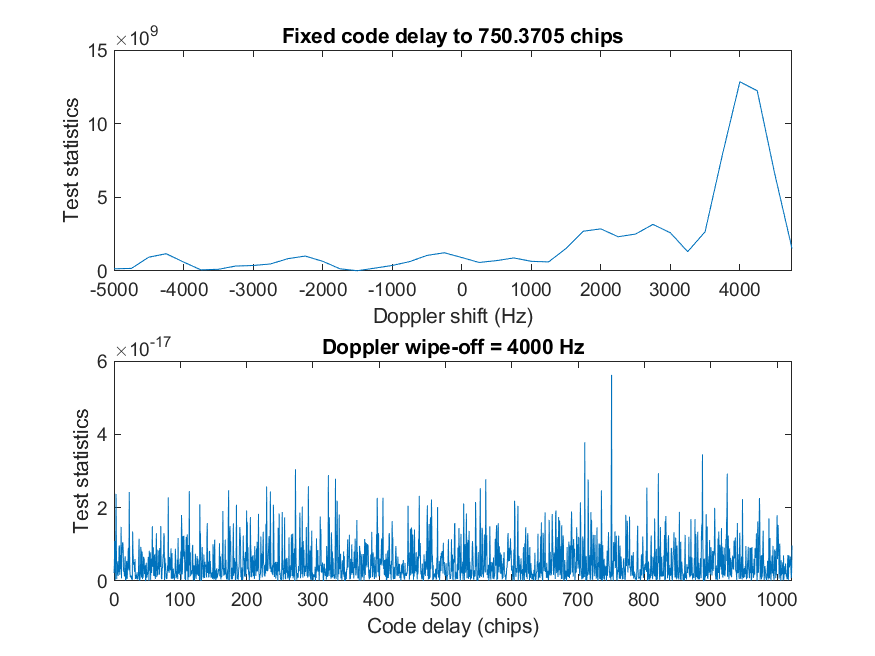 ×10^9
Fixed code delay to 750.3705 chips
15
10
5
0
Test statistics
-5000 -4000 -3000 -2000 -1000 0 1000 2000 3000 4000
Doppler shift (Hz)
×10^-17
Doppler wipe-off = 4000 Hz
6
4
2
0
Test statistics
0 100 200 300 400 500 600 700 800 900 1000
Code delay (chips)